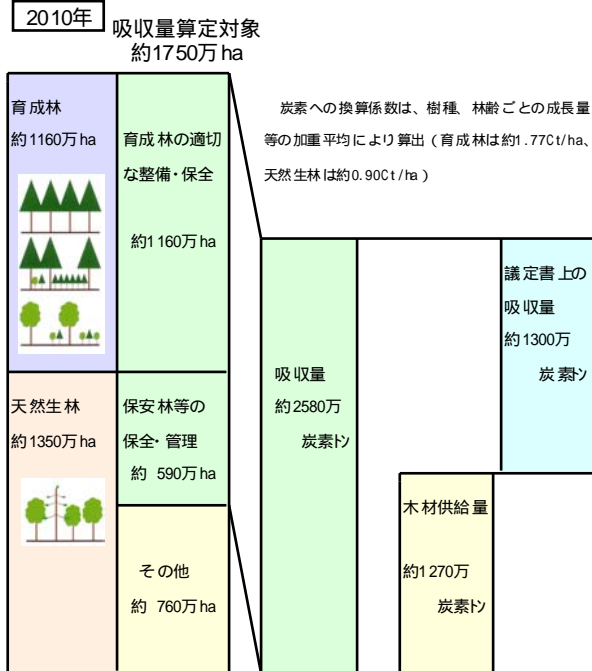 2010年
吸収量算定対象
約1750万ha
育成林
約1160万ha
育成林の適切
な整備・保全
約1160万ha
炭素への換算係数は、樹種、林齢ごとの成長量
等の加重平均により算出（育成林は約1.77Ct/ha、
天然生林は約0.90Ct/ha）
天然生林
約1350万ha
保安林等の
保全・管理
約 590万ha
その他
約 760万ha
吸収量
約2580万
炭素トン
議定書上の
吸収量
約1300万
炭素トン
木材供給量
約1270万
炭素トン